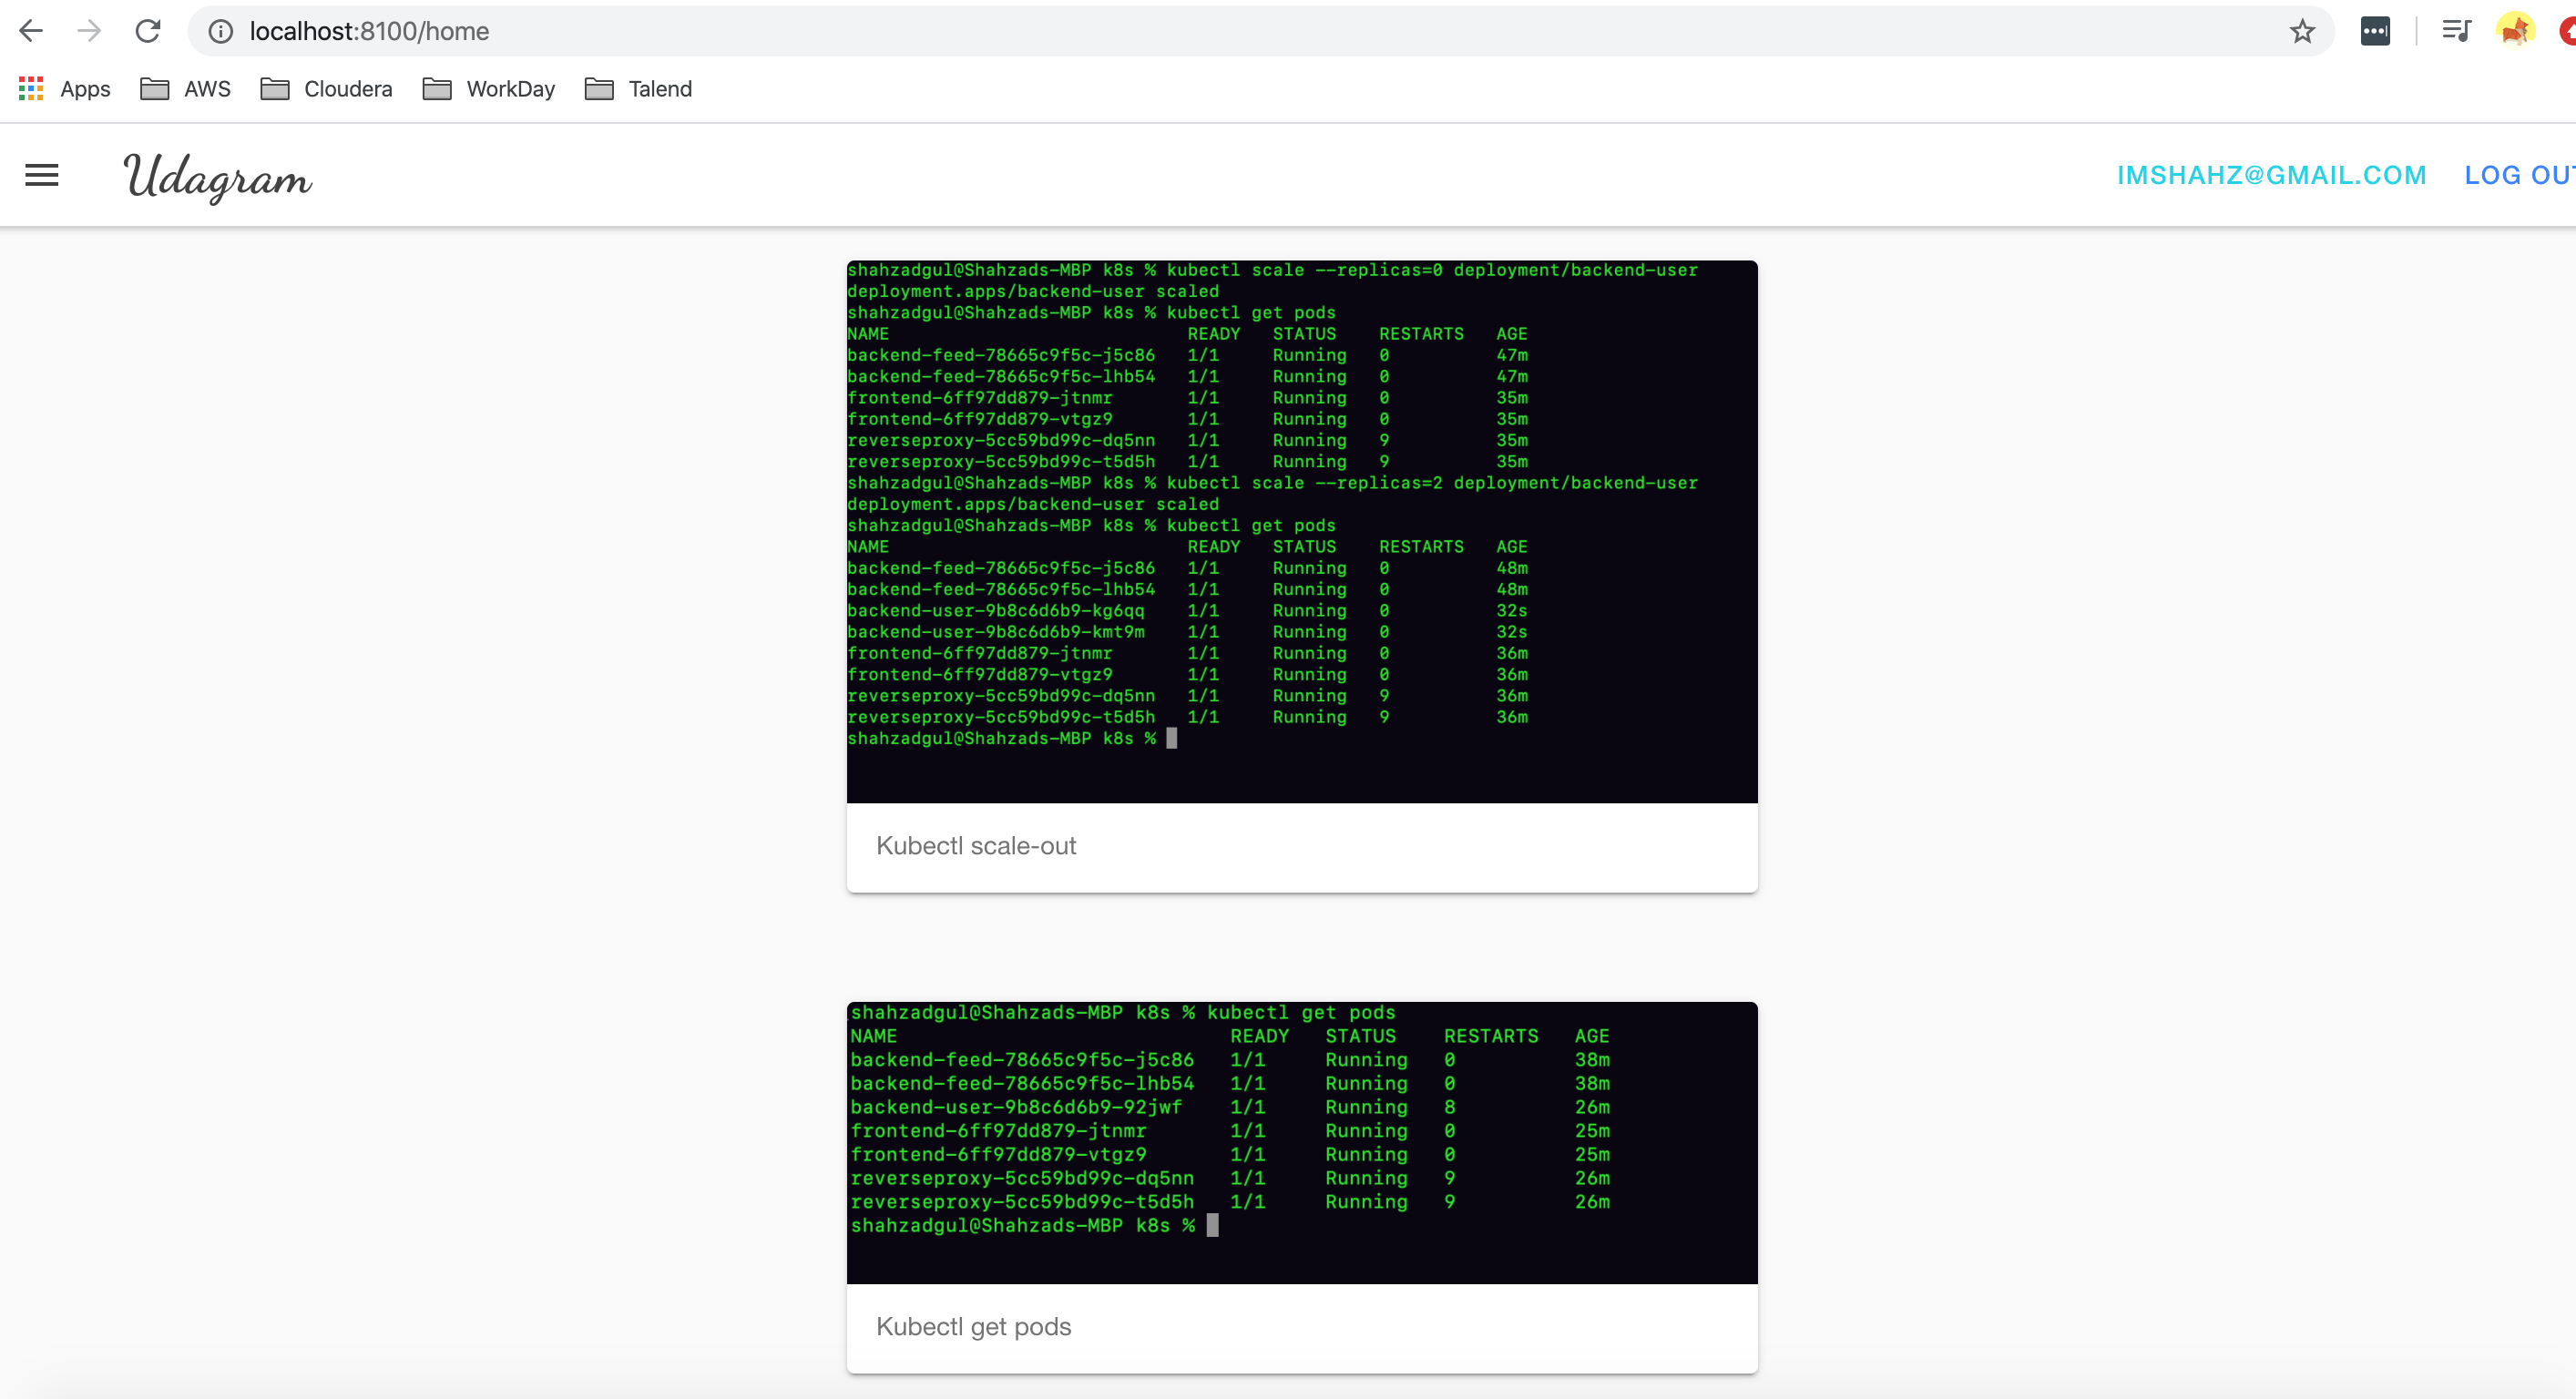 localhost:8100/home
Apps AWS Cloudera WorkDay Talend
Udagram IMSHAHZ@GMAIL.COM LOG OUT
shahzadgul@Shahzads-MBP k8s % kubectl scale --replicas=0 deployment/backend-user
deployment.apps/backend-user scaled
shahzadgul@Shahzads-MBP k8s % kubectl get pods
NAME READY STATUS RESTARTS AGE
backend-feed-78665c9f5c-j5c86 1/1 Running 0 47m
backend-feed-78665c9f5c-lhb54 1/1 Running 0 47m
frontend-6ff97dd879-jtnmr 1/1 Running 0 35m
frontend-6ff97dd879-vtgz9 1/1 Running 0 35m
reverseproxy-5cc59bd99c-dq5nn 1/1 Running 9 35m
reverseproxy-5cc59bd99c-t5d5h 1/1 Running 9 35m
shahzadgul@Shahzads-MBP k8s % kubectl scale --replicas=2 deployment/backend-user
deployment.apps/backend-user scaled
shahzadgul@Shahzads-MBP k8s % kubectl get pods
NAME READY STATUS RESTARTS AGE
backend-feed-78665c9f5c-j5c86 1/1 Running 0 48m
backend-feed-78665c9f5c-lhb54 1/1 Running 0 48m
backend-user-9b8c6d6b9-kg6qq 1/1 Running 0 32s
backend-user-9b8c6d6b9-kmt9m 1/1 Running 0 32s
frontend-6ff97dd879-jtnmr 1/1 Running 0 36m
frontend-6ff97dd879-vtgz9 1/1 Running 0 36m
reverseproxy-5cc59bd99c-dq5nn 1/1 Running 9 36m
reverseproxy-5cc59bd99c-t5d5h 1/1 Running 9 36m
shahzadgul@Shahzads-MBP k8s %
Kubectl scale-out
shahzadgul@Shahzads-MBP k8s % kubectl get pods
NAME READY STATUS RESTARTS AGE
backend-feed-78665c9f5c-j5c86 1/1 Running 0 38m
backend-feed-78665c9f5c-lhb54 1/1 Running 0 38m
backend-user-9b8c6d6b9-92jwf 1/1 Running 8 26m
frontend-6ff97dd879-jtnmr 1/1 Running 0 25m
frontend-6ff97dd879-vtgz9 1/1 Running 0 25m
reverseproxy-5cc59bd99c-dq5nn 1/1 Running 9 26m
reverseproxy-5cc59bd99c-t5d5h 1/1 Running 9 26m
shahzadgul@Shahzads-MBP k8s %
Kubectl get pods